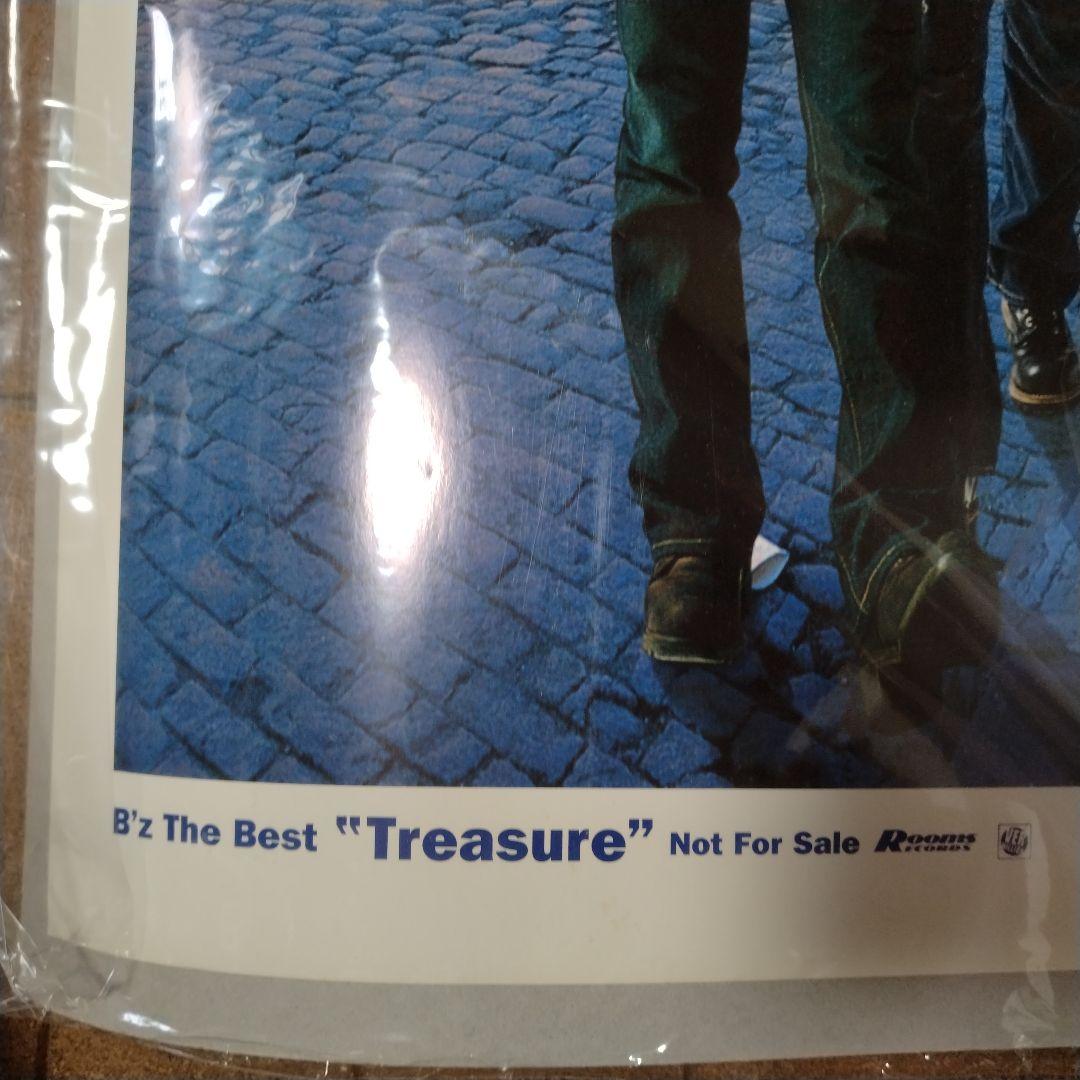 B’z The Best “Treasure” Not For Sale Rooms RECORDS